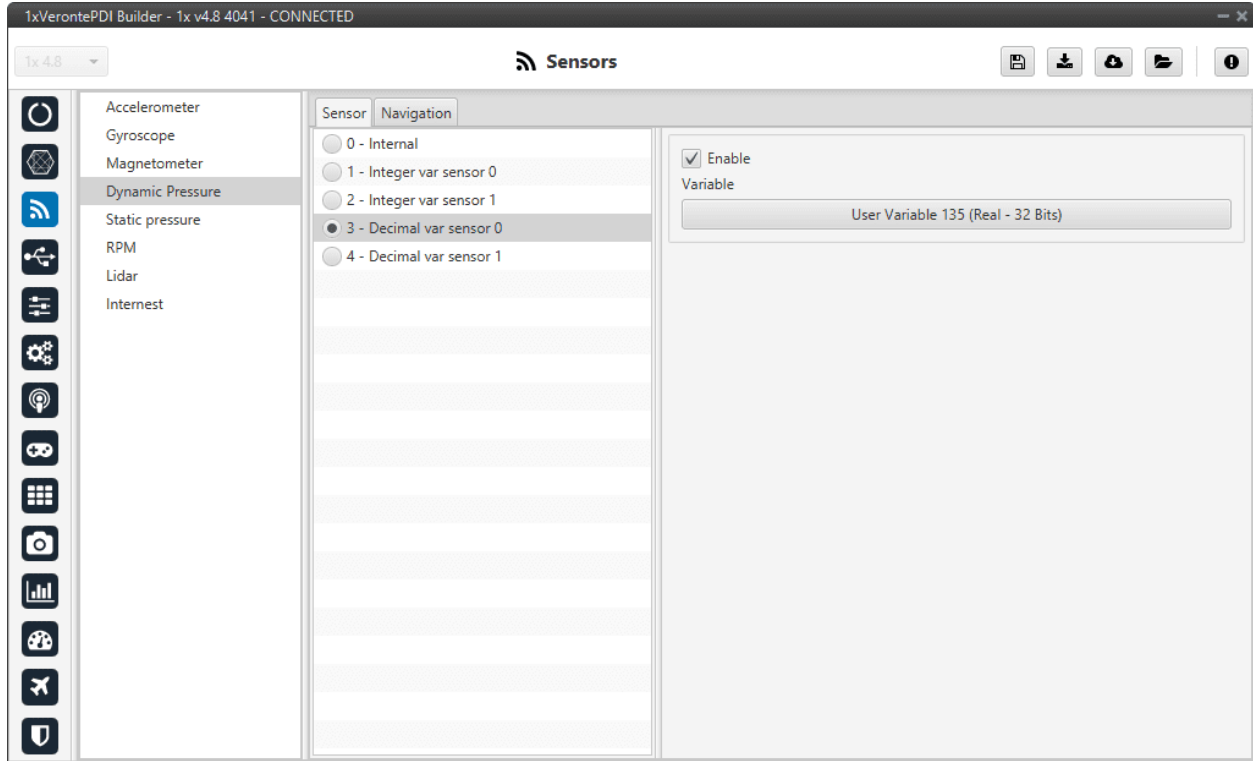 1xVerontePDI Builder - 1x v4.8 4041 - CONNECTED
1x 4.8
Sensors
Accelerometer
Gyroscope
Magnetometer
Dynamic Pressure
Static pressure
RPM
Lidar
Internest
Sensor Navigation
0 - Internal
1 - Integer var sensor 0
2 - Integer var sensor 1
3 - Decimal var sensor 0
4 - Decimal var sensor 1
Enable
Variable
User Variable 135 (Real - 32 Bits)